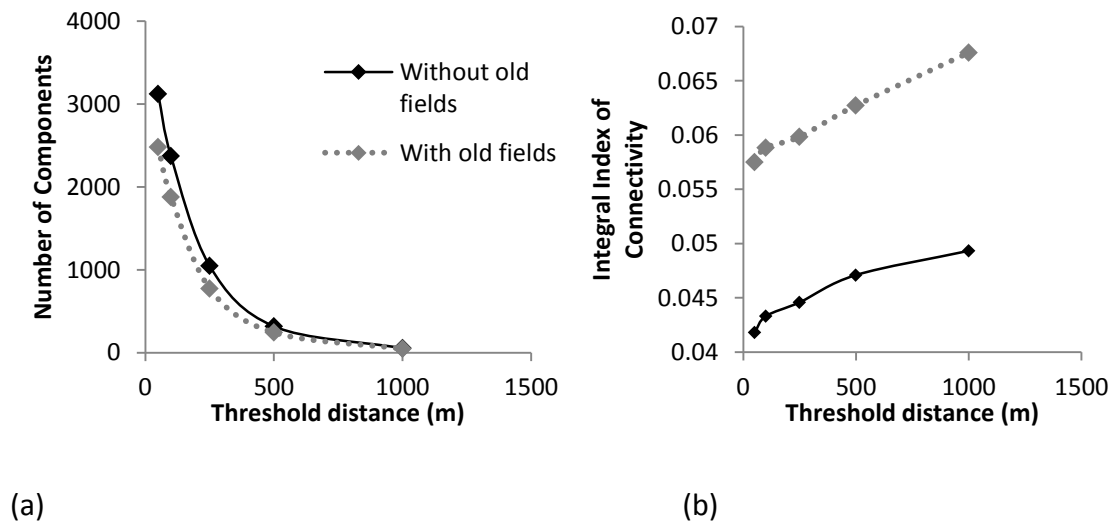 4000
3000
2000
1000
0
0
500
1000
1500
Number of Components
Threshold distance (m)
Without old
fields
With old fields
(a)
0.07
0.065
0.06
0.055
0.05
0.045
0.04
0
500
1000
1500
Integral Index of
Connectivity
Threshold distance (m)
(b)